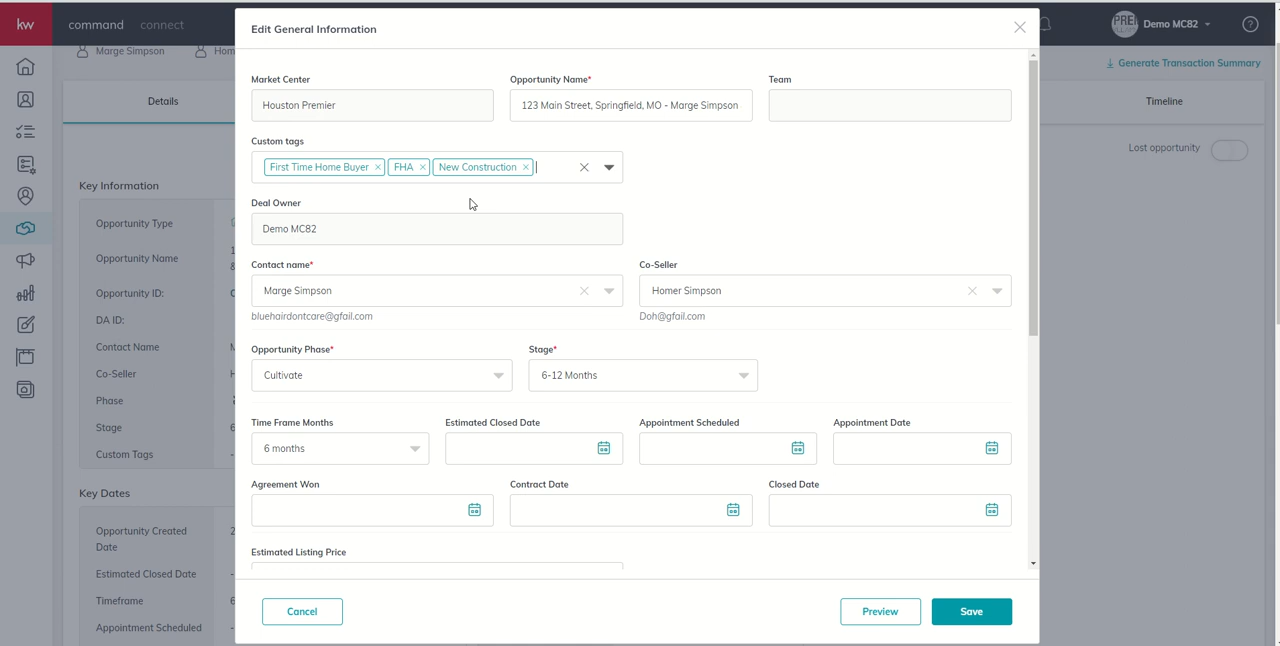 kw command connect
Edit General Information
Demo MC82
Marge Simpson Hom
Generate Transaction Summary
Details
Timeline
Lost opportunity
Market Center Opportunity Name* Team
Houston Premier 123 Main Street, Springfield, MO - Marge Simpson
Custom tags
First Time Home Buyer × FHA × New Construction ×
Deal Owner
Demo MC82
Contact name* Co-Seller
Marge Simpson Homer Simpson
bluehairdontcare@gfail.com Doh@gfail.com
Opportunity Phase* Stage*
Cultivate 6-12 Months
Time Frame Months Estimated Closed Date Appointment Scheduled Appointment Date
6 months
Agreement Won Contract Date Closed Date
Estimated Listing Price
Cancel Preview Save
Key Information
Opportunity Type
Opportunity Name
Opportunity ID:
DA ID:
Contact Name
Co-Seller
Phase
Stage 6
Custom Tags -
Key Dates
Opportunity Created 2
Date
Estimated Closed Date -
Timeframe 6
Appointment Scheduled -